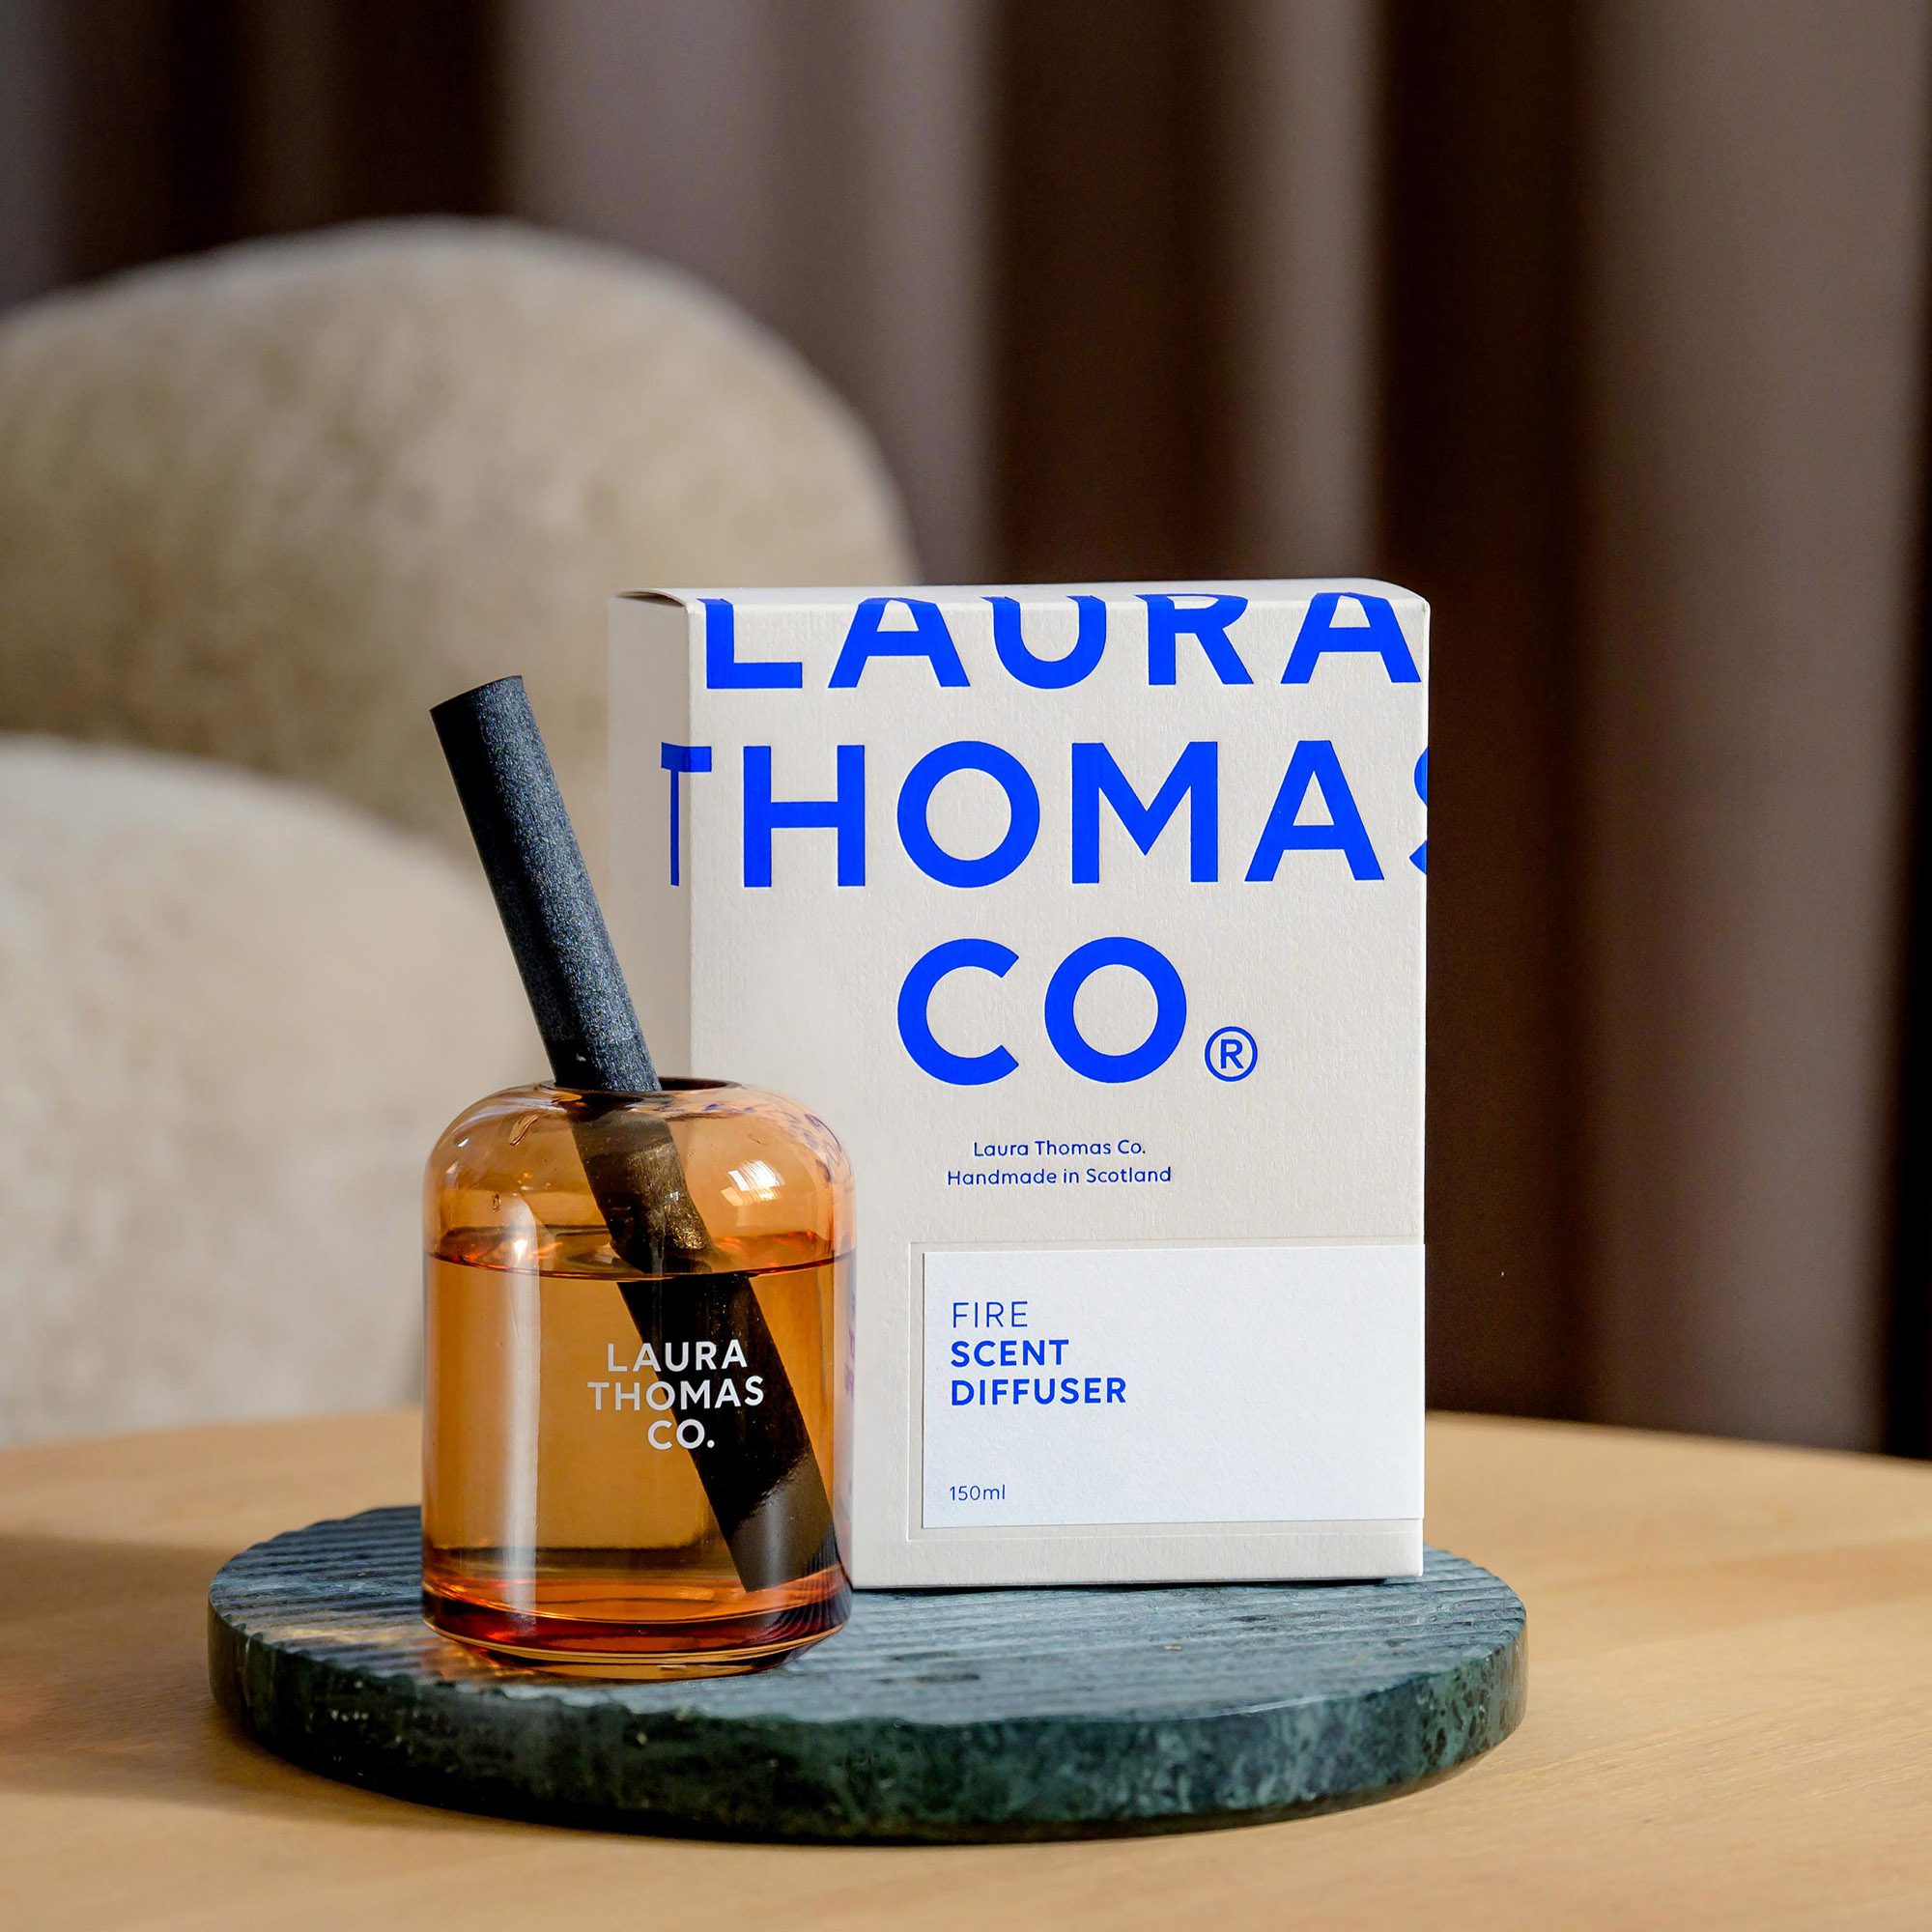 LAURA
THOMAS
CO®
Laura Thomas Co.
Handmade in Scotland
FIRE
SCENT
DIFFUSER
150ml
LAURA
THOMAS
CO.